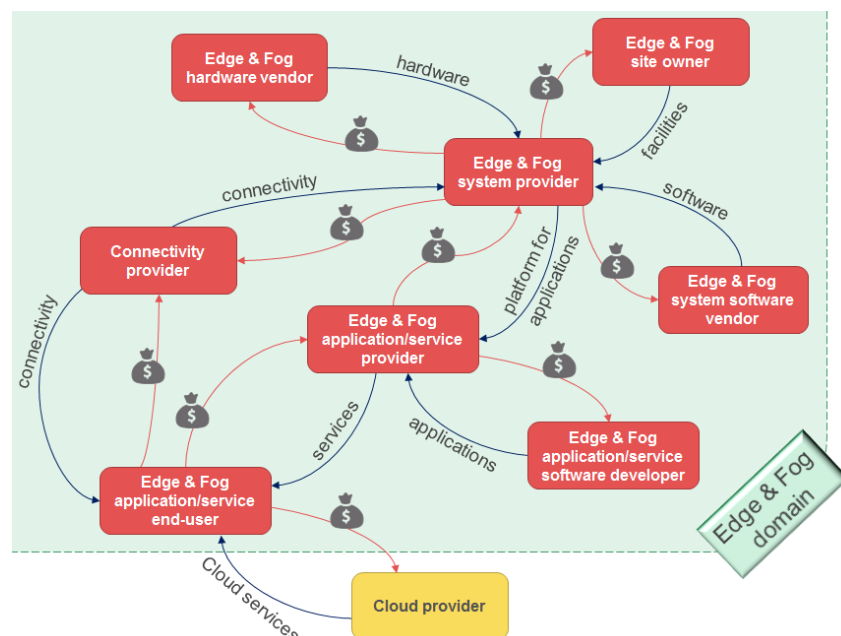 Edge & Fog
hardware vendor
hardware
Edge & Fog
site owner
$
$
facilities
Edge & Fog
system provider
connectivity
software
$
Connectivity
provider
$
platform for
applications
$
Edge & Fog
system software
vendor
connectivity
Edge & Fog
application/service
provider
$
$
$
services
applications
Edge & Fog
application/service
software developer
Edge & Fog
application/service
end-user
$
Edge & Fog
domain
Cloud services
Cloud provider